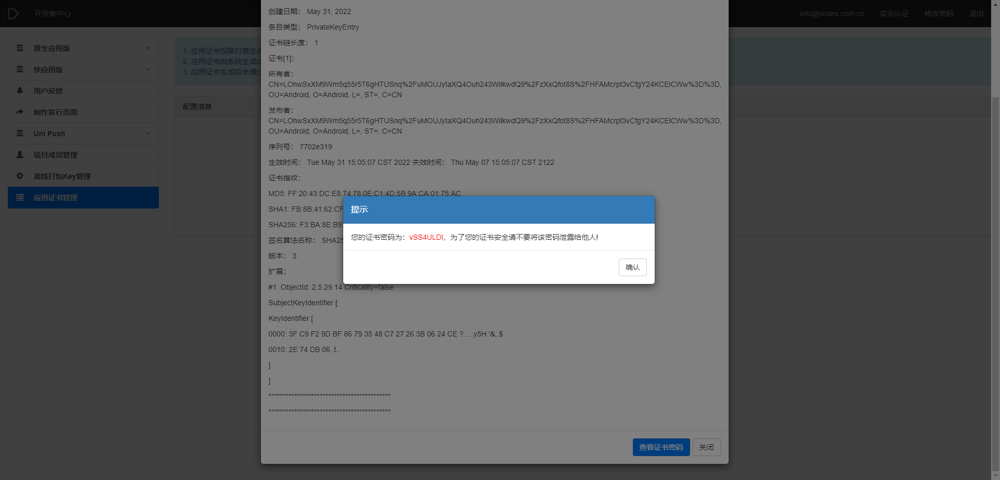 开发者中心
info@nodes.com.cn 实名认证 修改密码 退出
原生应用版
快应用版
用户反馈
制作发行页面
Uni Push
项目成员管理
离线打包Key管理
应用证书管理
1. 应用证书仅限打原生应
2. 应用证书由系统生成成
3. 应用证书生成后会通过
配置信息
创建日期： May 31, 2022
条目类型： PrivateKeyEntry
证书链长度： 1
证书[1]:
所有者：
CN=LOhwSxXM9Wm5q55r5T6gHTUSnq%2FuMOUJytaXQ4Ouh243WilkwdQ9%2FzXxQfot8S%2FHFAMcrpt3vCfgY24KCEICWw%3D%3D,
OU=Android, O=Android, L=, ST=, C=CN
发布者：
CN=LOhwSxXM9Wm5q55r5T6gHTUSnq%2FuMOUJytaXQ4Ouh243WilkwdQ9%2FzXxQfot8S%2FHFAMcrpt3vCfgY24KCEICWw%3D%3D,
OU=Android, O=Android, L=, ST=, C=CN
序列号： 7702e319
生效时间： Tue May 31 15:05:07 CST 2022 失效时间： Thu May 07 15:05:07 CST 2122
证书指纹：
MD5: FF:20:43:DC:E8:74:78:0E:C1:4D:5B:9A:CA:01:75:AC
SHA1: FB:8B:41:62:CF
SHA256: F3:BA:8E:B9:
签名算法名称： SHA25
版本： 3
扩展：
#1: ObjectId: 2.5.29.14 Criticality=false
SubjectKeyIdentifier [
KeyIdentifier [
0000: 3F C9 F2 9D BF 86 79 35 48 C7 27 26 3B 06 24 CE ?.....y5H.'&;.$.
0010: 2E 74 DB 06 .t..
]
]
*******************************************
*******************************************
提示
您的证书密码为：vSS4ULDI，为了您的证书安全请不要将该密码泄露给他人!
确认
查看证书密码 关闭